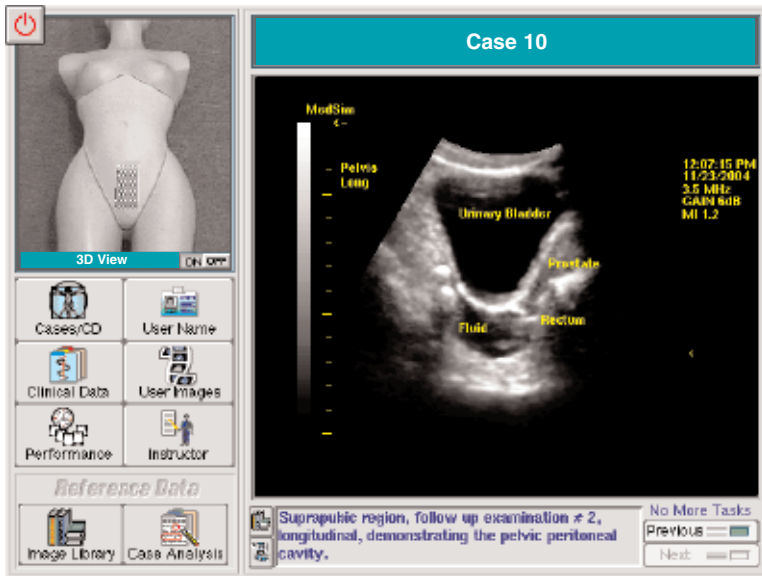 Case 10
MedSim
Pelvis
Long
12:07:15 PM
11/23/2004
3.5 MHz
GAIN 6dB
MI 1.2
Urinary Bladder
Prostate
Rectum
Fluid
3D View
ON OFF
Cases/CD
User Name
Clinical Data
User Images
Performance
Instructor
Reference Data
Image Library
Case Analysis
Suprapubic region, follow up examination # 2,
longitudinal, demonstrating the pelvic peritoneal
cavity.
No More Tasks
Previous
Next